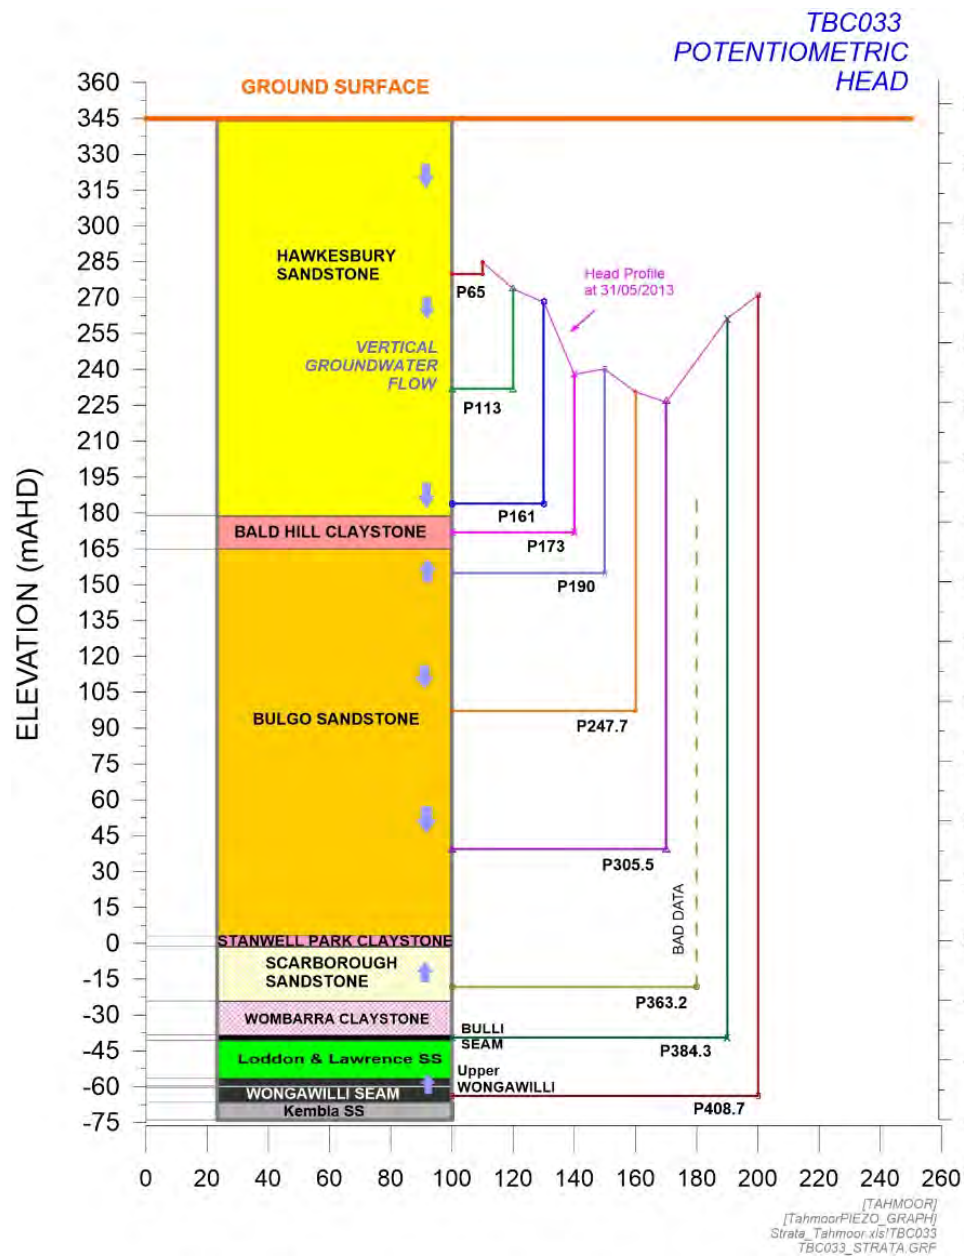 TBC033
POTENTIOMETRIC
HEAD
GROUND SURFACE
360
345
330
315
300
285
270
255
240
225
210
195
180
165
150
135
120
105
90
75
60
45
30
15
0
-15
-30
-45
-60
-75
ELEVATION (mAHD)
HAWKESBURY
SANDSTONE
VERTICAL
GROUNDWATER
FLOW
BALD HILL CLAYSTONE
BULGO SANDSTONE
STANWELL PARK CLAYSTONE
SCARBOROUGH
SANDSTONE
WOMBARRA CLAYSTONE
Loddon & Lawrence SS
WONGAWILLI SEAM
Kembla SS
Head Profile
at 31/05/2013
P65
P113
P161
P173
P190
P247.7
P305.5
BAD DATA
P363.2
BULLI
SEAM
P384.3
Upper
WONGAWILLI
P408.7
0 20 40 60 80 100 120 140 160 180 200 220 240 260
[TAHMOOR]
[TahmoorPIEZO_GRAPH]
Strata_Tahmoor.xls!TBC033
TBC033_STRATA.GRF